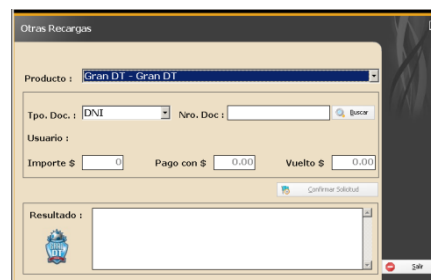 Otras Recargas
Producto : Gran DT - Gran DT
Tpo. Doc. : DNI Nro. Doc : Buscar
Usuario :
Importe $ 0 Pago con $ 0.00 Vuelto $ 0.00
Confirmar Solicitud
Resultado :
DT
Salir